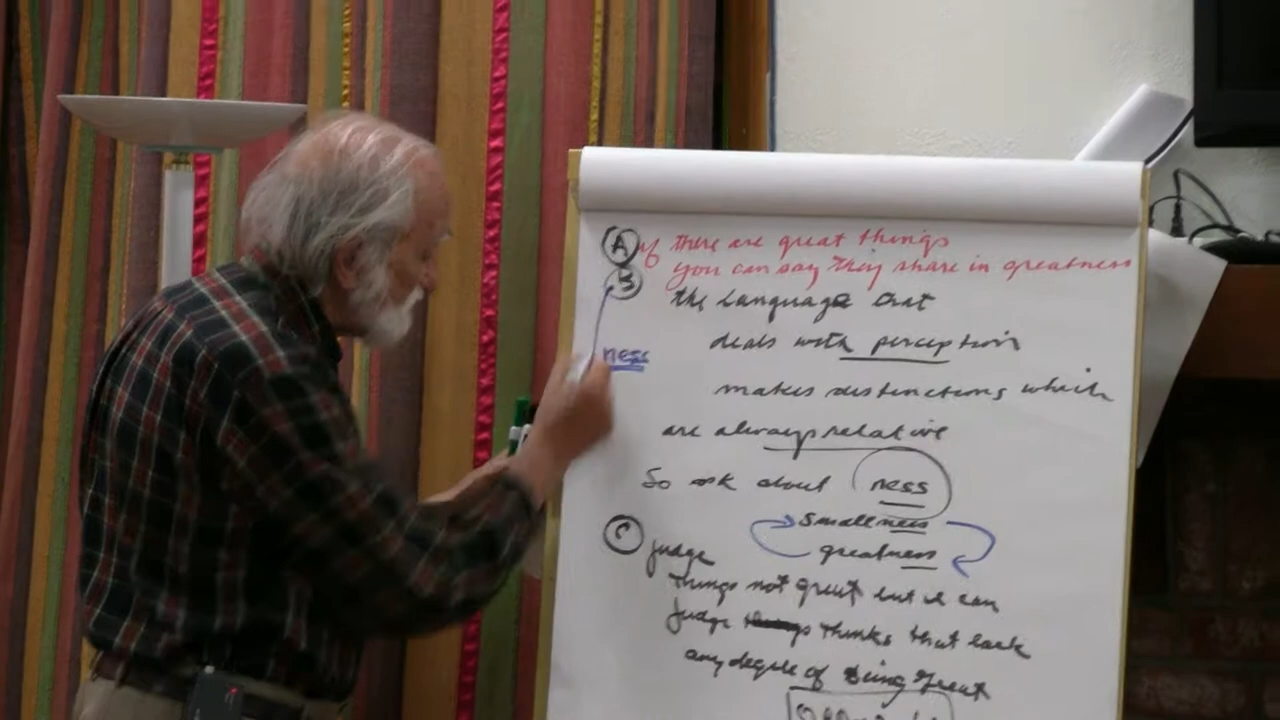 A if there are great things
you can say they share in greatness
B the language that
deals with perception
ness
makes distinctions which
are always relative
So ask about ness
smallness
greatness
C judge
things not great but it can
judge things that lack
any degree of Being Great